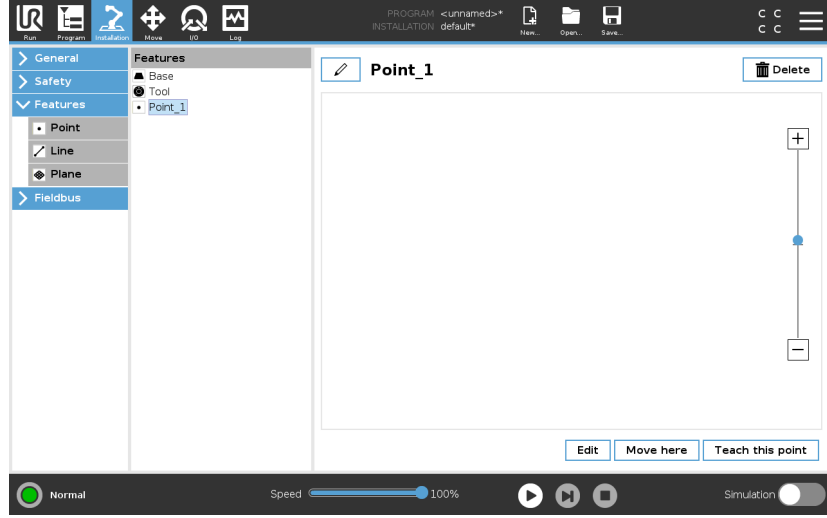 UR
Run
Program
Installation
Move
I/O
Log
PROGRAM <unnamed>*
INSTALLATION default*
New...
Open...
Save...
C C
C C
General
Safety
Features
Point
Line
Plane
Fieldbus
Features
Base
Tool
Point_1
Point_1
Delete
Edit
Move here
Teach this point
Normal
Speed
100%
Simulation